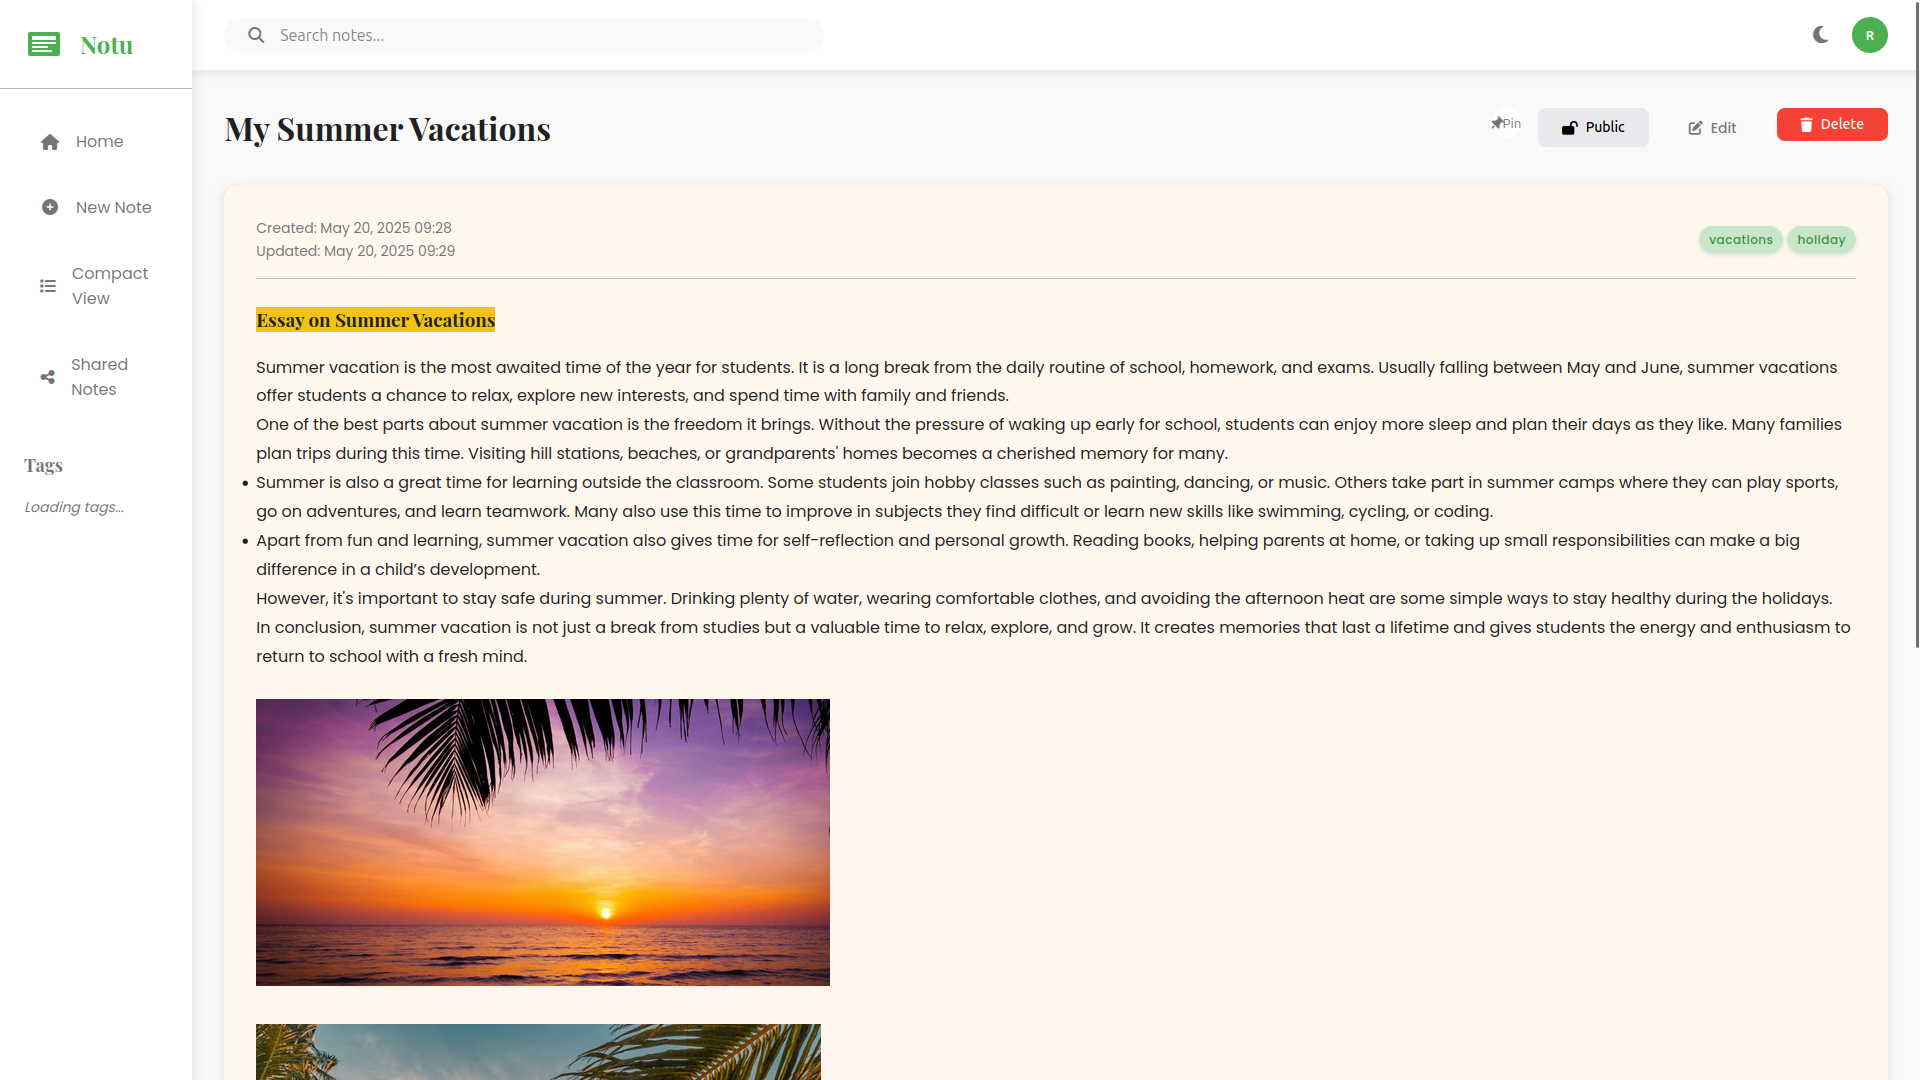 Notu
Search notes...
R
Home
New Note
Compact
View
Shared
Notes
Tags
Loading tags...
My Summer Vacations
Pin
Public
Edit
Delete
Created: May 20, 2025 09:28
Updated: May 20, 2025 09:29
vacations
holiday
Essay on Summer Vacations
Summer vacation is the most awaited time of the year for students. It is a long break from the daily routine of school, homework, and exams. Usually falling between May and June, summer vacations
offer students a chance to relax, explore new interests, and spend time with family and friends.
One of the best parts about summer vacation is the freedom it brings. Without the pressure of waking up early for school, students can enjoy more sleep and plan their days as they like. Many families
plan trips during this time. Visiting hill stations, beaches, or grandparents' homes becomes a cherished memory for many.
• Summer is also a great time for learning outside the classroom. Some students join hobby classes such as painting, dancing, or music. Others take part in summer camps where they can play sports,
go on adventures, and learn teamwork. Many also use this time to improve in subjects they find difficult or learn new skills like swimming, cycling, or coding.
• Apart from fun and learning, summer vacation also gives time for self-reflection and personal growth. Reading books, helping parents at home, or taking up small responsibilities can make a big
difference in a child’s development.
However, it's important to stay safe during summer. Drinking plenty of water, wearing comfortable clothes, and avoiding the afternoon heat are some simple ways to stay healthy during the holidays.
In conclusion, summer vacation is not just a break from studies but a valuable time to relax, explore, and grow. It creates memories that last a lifetime and gives students the energy and enthusiasm to
return to school with a fresh mind.